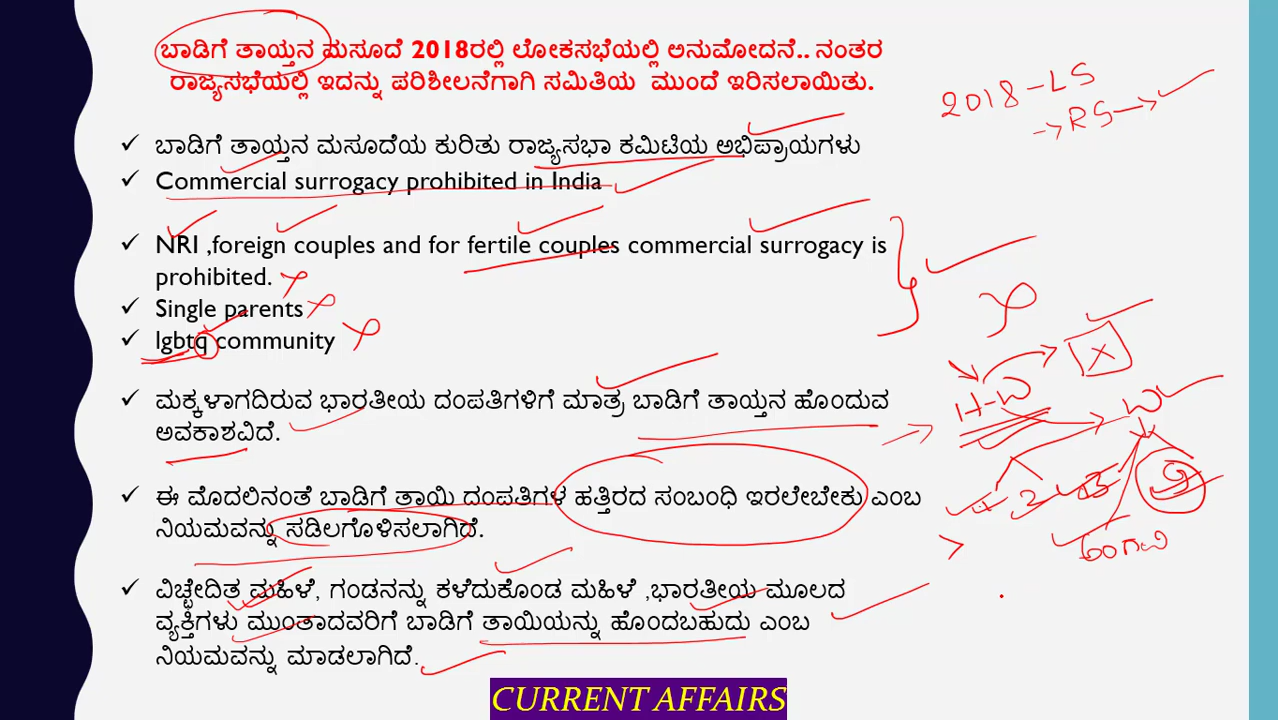 ಬಾಡಿಗೆ ತಾಯ್ತನ ಮಸೂದೆ 2018ರಲ್ಲಿ ಲೋಕಸಭೆಯಲ್ಲಿ ಅನುಮೋದನೆ.. ನಂತರ
ರಾಜ್ಯಸಭೆಯಲ್ಲಿ ಇದನ್ನು ಪರಿಶೀಲನೆಗಾಗಿ ಸಮಿತಿಯ ಮುಂದೆ ಇರಿಸಲಾಯಿತು.
2018 - LS
→ RS →
✓ ಬಾಡಿಗೆ ತಾಯ್ತನ ಮಸೂದೆಯ ಕುರಿತು ರಾಜ್ಯಸಭಾ ಕಮಿಟಿಯ ಅಭಿಪ್ರಾಯಗಳು
✓ Commercial surrogacy prohibited in India
✓ NRI ,foreign couples and for fertile couples commercial surrogacy is
prohibited.
✓ Single parents
✓ lgbtq community
✓ ಮಕ್ಕಳಾಗದಿರುವ ಭಾರತೀಯ ದಂಪತಿಗಳಿಗೆ ಮಾತ್ರ ಬಾಡಿಗೆ ತಾಯ್ತನ ಹೊಂದುವ
ಅವಕಾಶವಿದೆ.
H-W
W
1 2 3
ಅಂಗವಿ
✓ ಈ ಮೊದಲಿನಂತೆ ಬಾಡಿಗೆ ತಾಯಿ ದಂಪತಿಗಳ ಹತ್ತಿರದ ಸಂಬಂಧಿ ಇರಲೇಬೇಕು ಎಂಬ
ನಿಯಮವನ್ನು ಸಡಿಲಗೊಳಿಸಲಾಗಿದೆ.
✓ ವಿಚ್ಛೇದಿತ ಮಹಿಳೆ, ಗಂಡನನ್ನು ಕಳೆದುಕೊಂಡ ಮಹಿಳೆ ,ಭಾರತೀಯ ಮೂಲದ
ವ್ಯಕ್ತಿಗಳು ಮುಂತಾದವರಿಗೆ ಬಾಡಿಗೆ ತಾಯಿಯನ್ನು ಹೊಂದಬಹುದು ಎಂಬ
ನಿಯಮವನ್ನು ಮಾಡಲಾಗಿದೆ.
CURRENT AFFAIRS